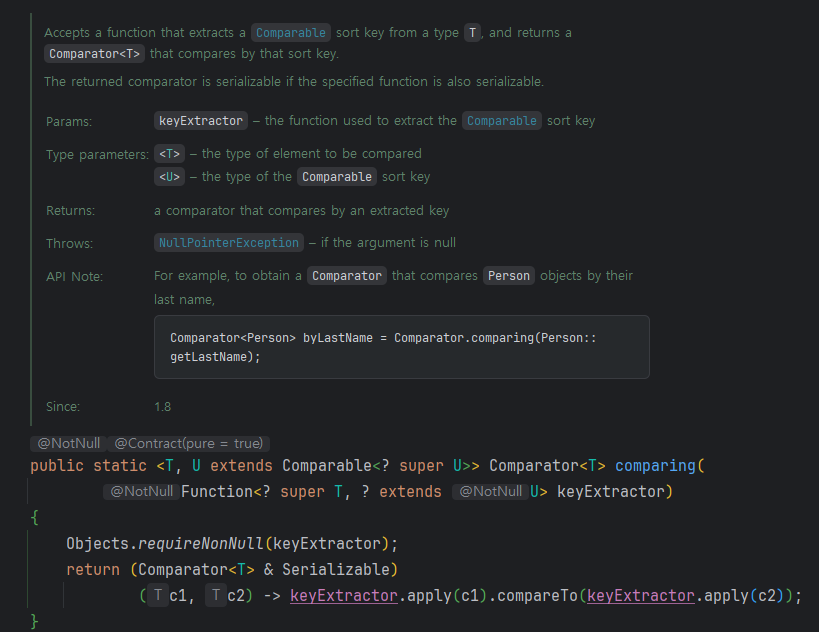 Accepts a function that extracts a Comparable sort key from a type T, and returns a
Comparator<T> that compares by that sort key.
The returned comparator is serializable if the specified function is also serializable.
Params: keyExtractor – the function used to extract the Comparable sort key
Type parameters: <T> – the type of element to be compared
<U> – the type of the Comparable sort key
Returns: a comparator that compares by an extracted key
Throws: NullPointerException – if the argument is null
API Note: For example, to obtain a Comparator that compares Person objects by their
last name,
Comparator<Person> byLastName = Comparator.comparing(Person::
getLastName);
Since: 1.8
@NotNull @Contract(pure = true)
public static <T, U extends Comparable<? super U>> Comparator<T> comparing(
@NotNull Function<? super T, ? extends @NotNull U> keyExtractor)
{
Objects.requireNonNull(keyExtractor);
return (Comparator<T> & Serializable)
(T c1, T c2) -> keyExtractor.apply(c1).compareTo(keyExtractor.apply(c2));
}